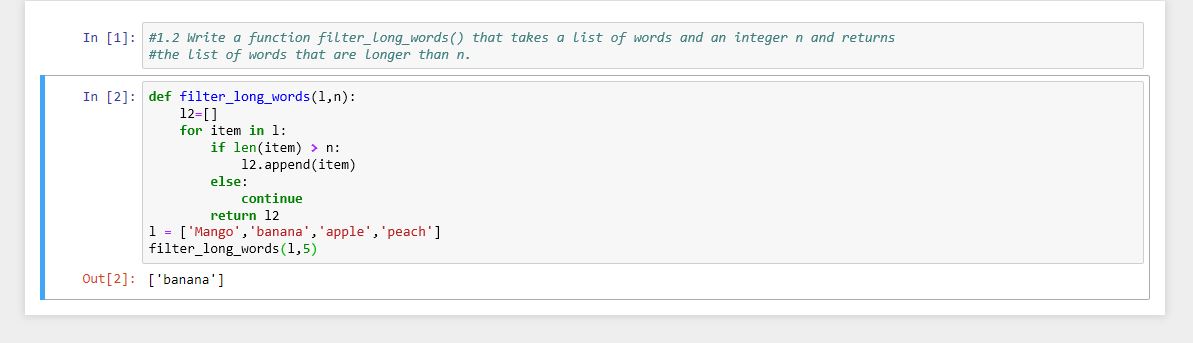 In [1]: #1.2 Write a function filter_long_words() that takes a list of words and an integer n and returns
#the list of words that are longer than n.
In [2]: def filter_long_words(l,n):
    l2=[]
    for item in l:
        if len(item) > n:
            l2.append(item)
        else:
            continue
        return l2
l = ['Mango','banana','apple','peach']
filter_long_words(l,5)
Out[2]: ['banana']